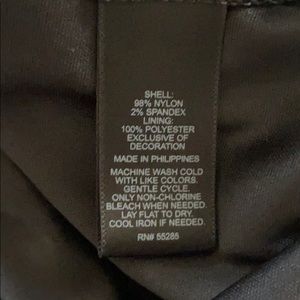 SHELL:
98% NYLON
2% SPANDEX
LINING:
100% POLYESTER
EXCLUSIVE OF
DECORATION
MADE IN PHILIPPINES
MACHINE WASH COLD
WITH LIKE COLORS.
GENTLE CYCLE.
ONLY NON-CHLORINE
BLEACH WHEN NEEDED.
LAY FLAT TO DRY.
COOL IRON IF NEEDED.
RN# 55285